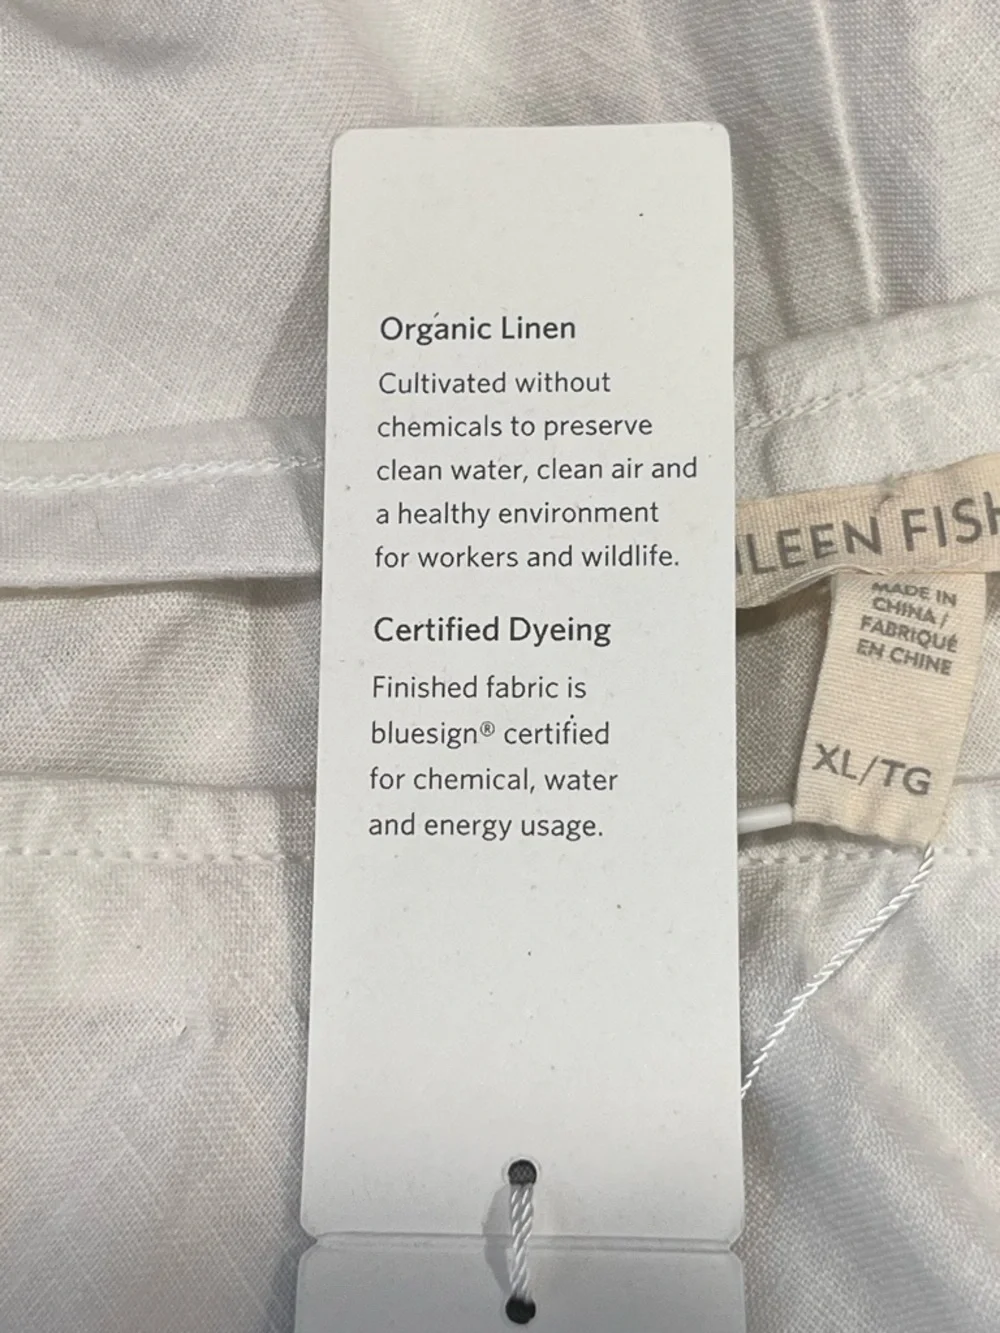 Organic Linen
Cultivated without
chemicals to preserve
clean water, clean air and
a healthy environment
for workers and wildlife.
Certified Dyeing
Finished fabric is
bluesign® certified
for chemical, water
and energy usage.
ILEEN FISH
MADE IN
CHINA /
FABRIQUÉ
EN CHINE
XL/TG